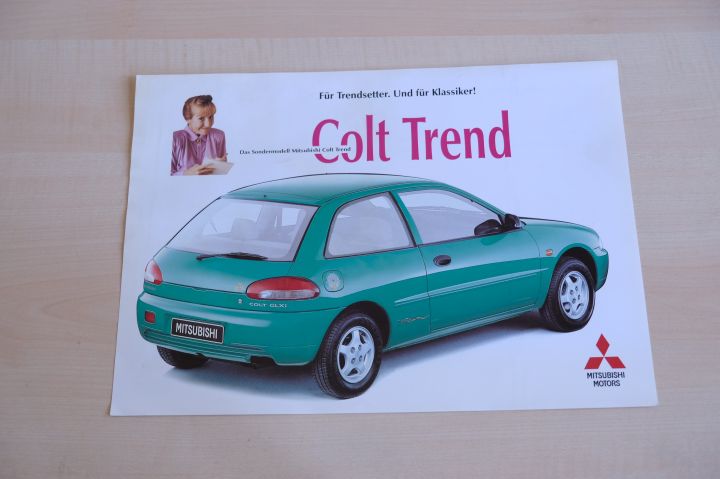 Für Trendsetter. Und für Klassiker!
Colt Trend
Das Sondermodell Mitsubishi Colt Trend
COLT GLXi
MITSUBISHI
MITSUBISHI
MOTORS